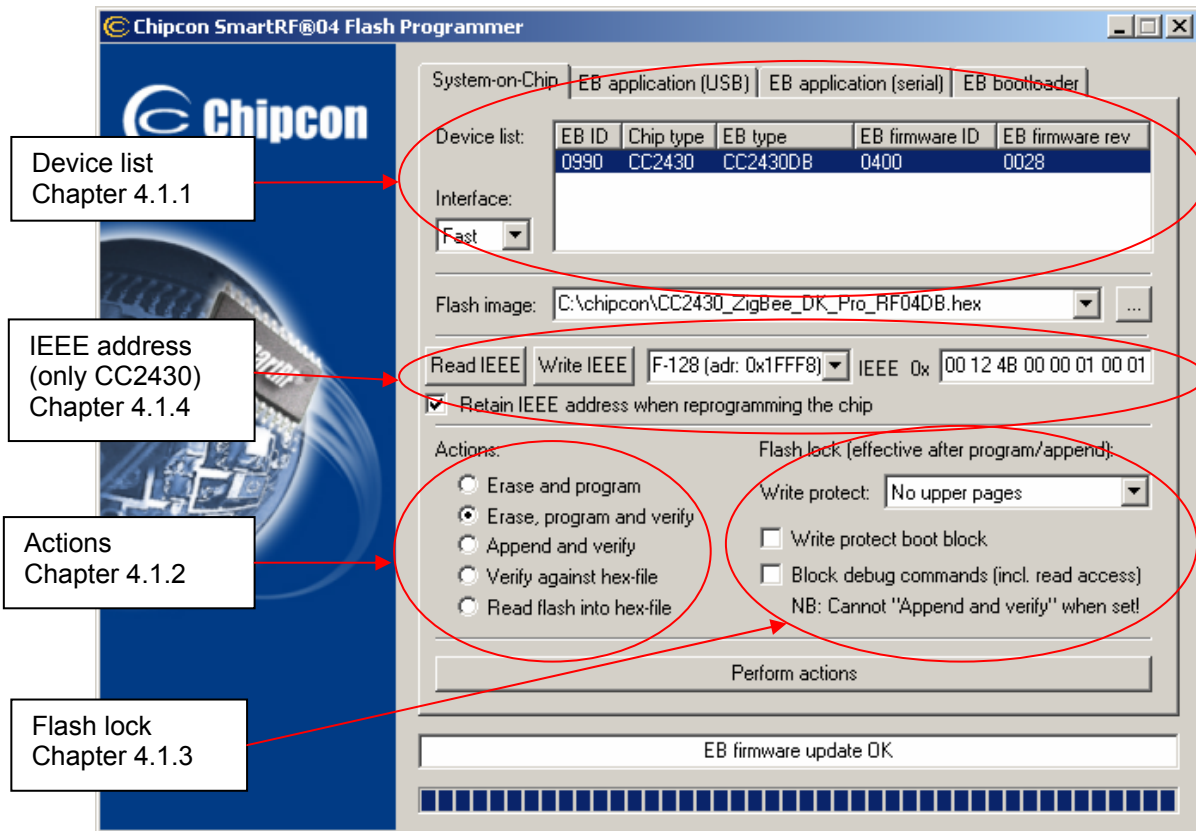 Chipcon SmartRF®04 Flash Programmer
System-on-Chip EB application (USB) EB application (serial) EB bootloader
Chipcon
Device list
Chapter 4.1.1
Device list:
EB ID Chip type EB type EB firmware ID EB firmware rev
0990 CC2430 CC2430DB 0400 0028
Interface:
Fast
Flash image: C:\chipcon\CC2430_ZigBee_DK_Pro_RF04DB.hex ...
IEEE address
(only CC2430)
Chapter 4.1.4
Read IEEE Write IEEE F-128 (adr: 0x1FFF8) IEEE 0x 00 12 4B 00 00 01 00 01
Retain IEEE address when reprogramming the chip
Actions:
Erase and program
Erase, program and verify
Append and verify
Verify against hex-file
Read flash into hex-file
Flash lock (effective after program/append):
Write protect: No upper pages
Write protect boot block
Block debug commands (incl. read access)
NB: Cannot "Append and verify" when set!
Actions
Chapter 4.1.2
Perform actions
Flash lock
Chapter 4.1.3
EB firmware update OK